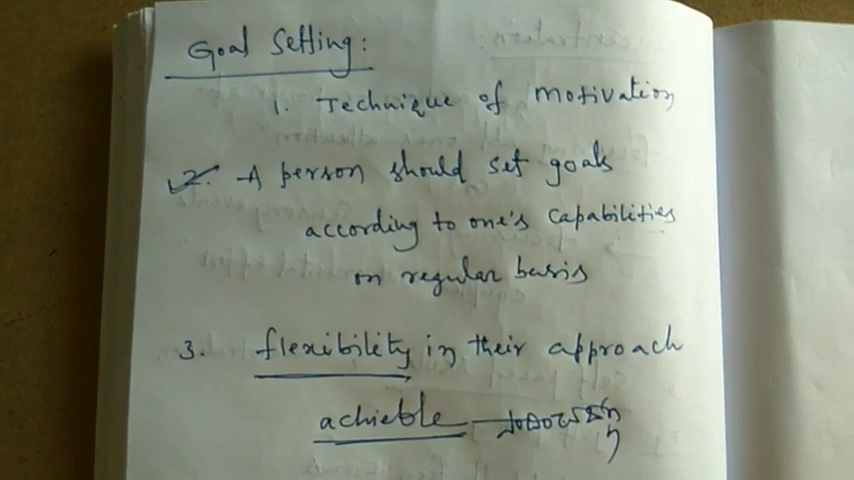 Goal Setting:
1. Technique of motivation
2. A person should set goals
according to one's capabilities
on regular basis
3. flexibility in their approach
achieble